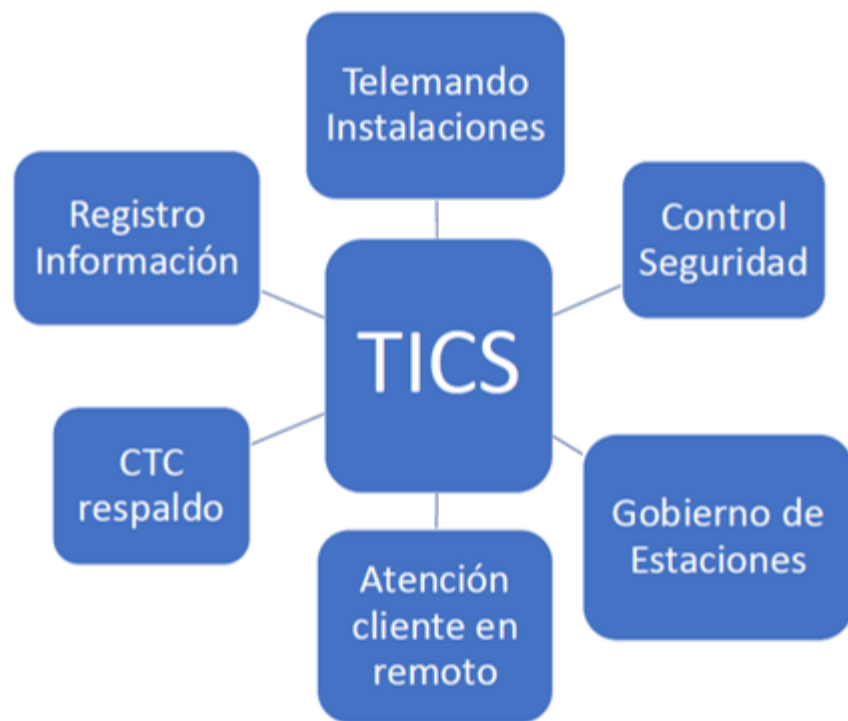 Telemando
Instalaciones
Registro
Información
Control
Seguridad
TICS
CTC
respaldo
Gobierno de
Estaciones
Atención
cliente en
remoto